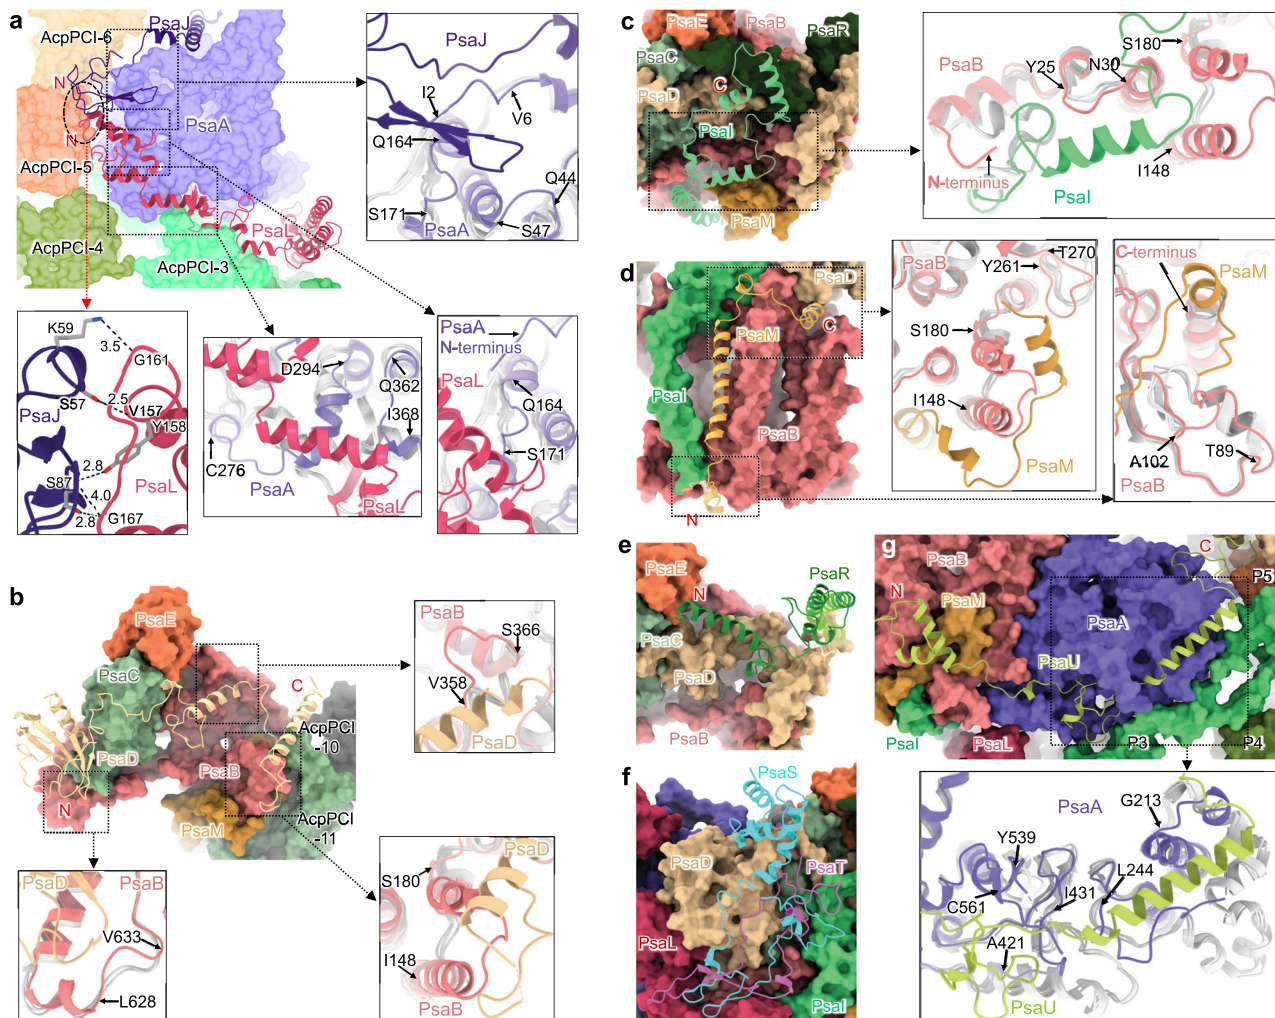 a
AcpPCI-6
PsaJ
N
PsaA
N
AcpPCI-5
PsaL
AcpPCI-4
AcpPCI-3
PsaJ
I2
V6
Q164
Q44
S171
PsaA
S47
K59
3.5
G161
S57
2.5
V157
PsaJ
Y158
2.8
S87
PsaL
4.0
2.8
G167
D294
Q362
I368
C276
PsaA
PsaL
PsaA
N-terminus
PsaL
Q164
S171
b
PsaE
PsaC
C
PsaD
AcpPCI
-10
PsaB
N
PsaM
AcpPCI
-11
PsaB
S366
V358
PsaD
PsaD
PsaB
V633
L628
PsaD
S180
I148
PsaB
c
PsaE
PsaB
PsaR
PsaC
PsaD
C
PsaI
PsaM
S180
PsaB
Y25
N30
I148
N-terminus
PsaI
d
PsaD
PsaM
C
PsaI
PsaB
N
T270
PsaB
Y261
S180
I148
PsaM
C-terminus
PsaM
A102
T89
PsaB
e
PsaE
PsaR
N
PsaC
PsaD
PsaB
f
PsaS
PsaD
PsaT
PsaL
PsaI
g
PsaB
C
N
P5
PsaM
PsaA
PsaU
PsaI
PsaL
P3
P4
PsaA
G213
Y539
L244
I431
C561
A421
PsaU